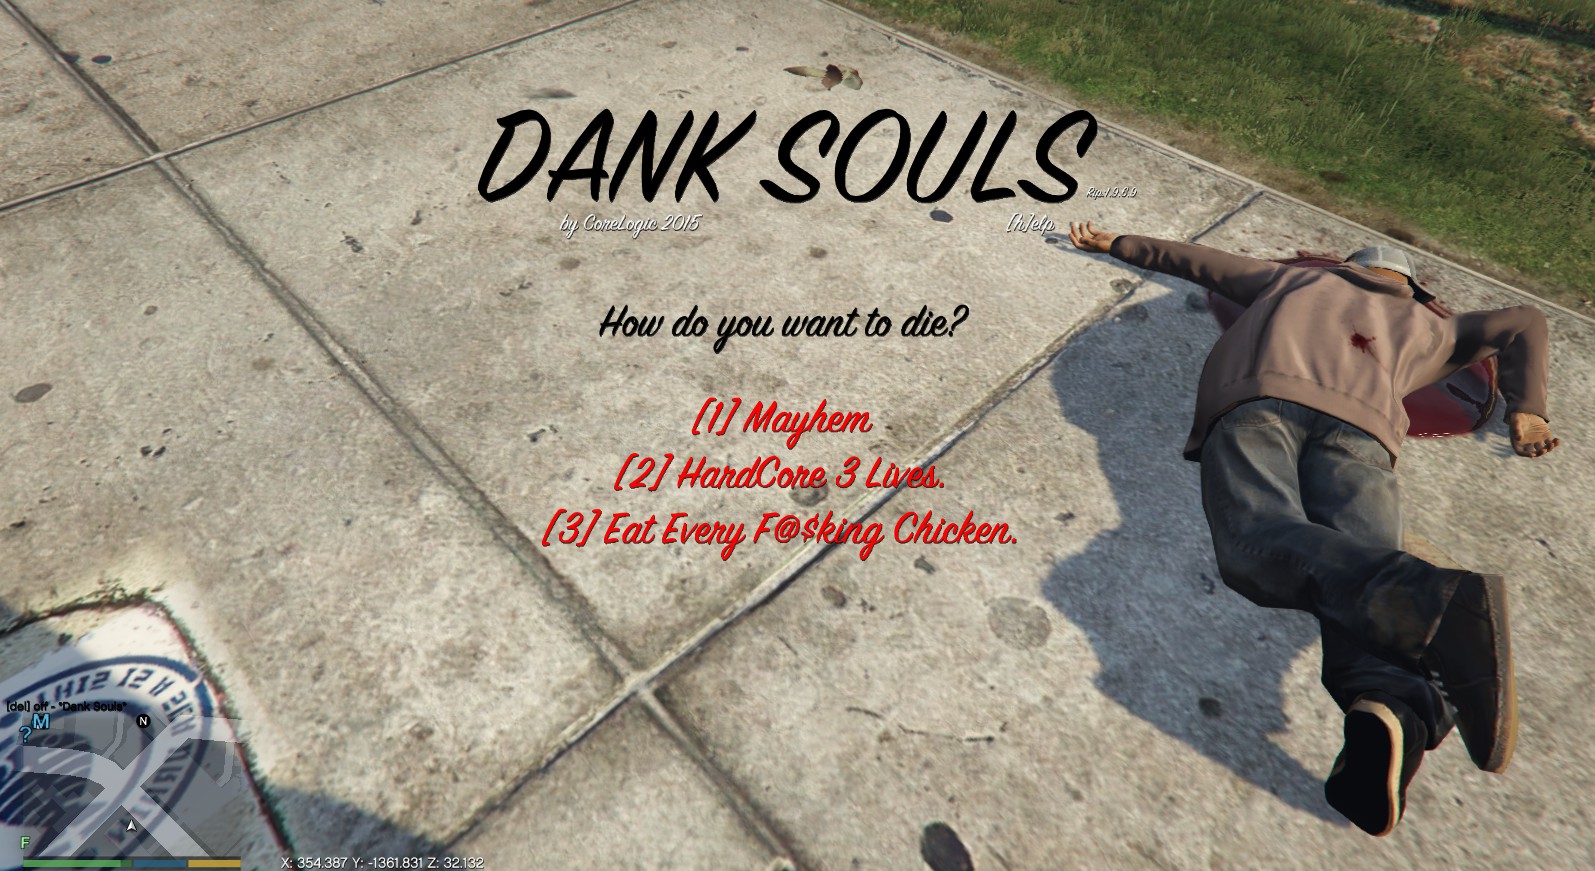 DANK SOULS
by CoreLogic 2015
[h]elp
How do you want to die?
[1] Mayhem
[2] HardCore 3 Lives.
[3] Eat Every F@$king Chicken.
[del] off - "Dank Souls"
M
N
?
F
X: 354.387 Y: -1361.831 Z: 32.132